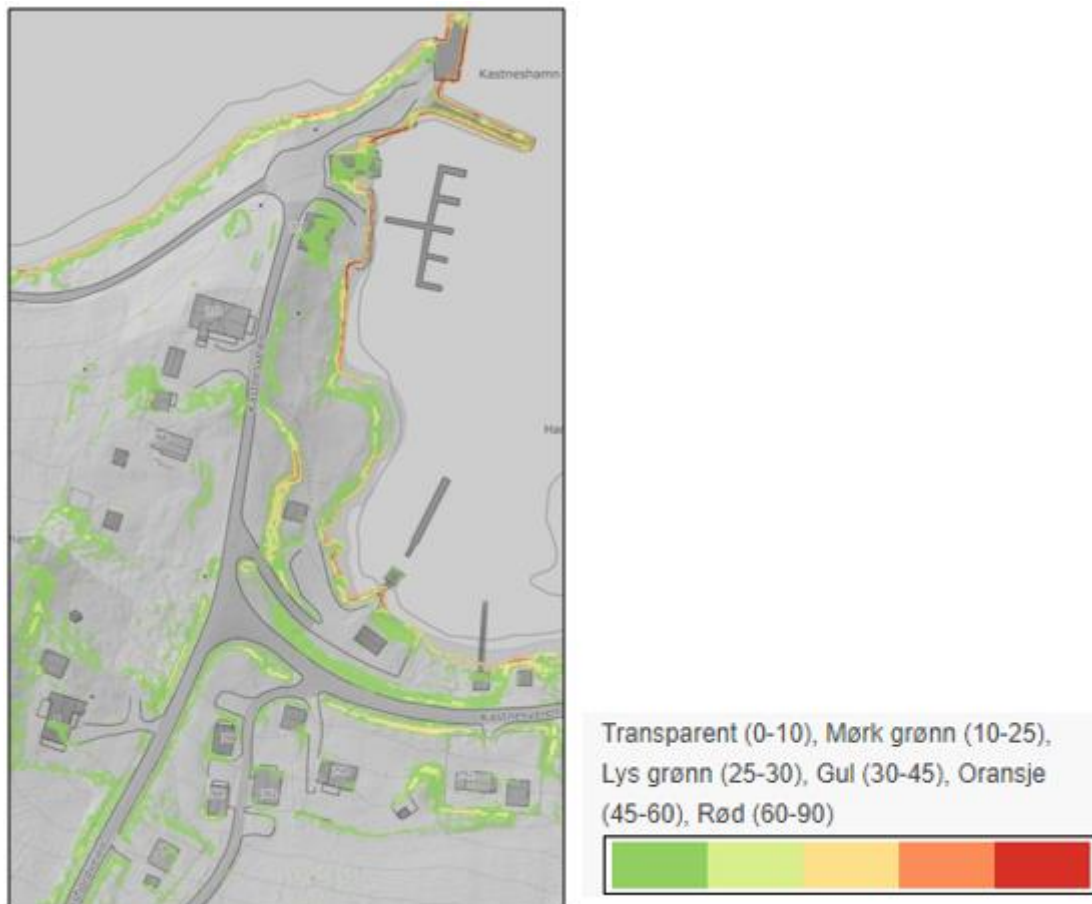 Kastneshamn
Transparent (0-10), Mørk grønn (10-25),
Lys grønn (25-30), Gul (30-45), Oransje
(45-60), Rød (60-90)